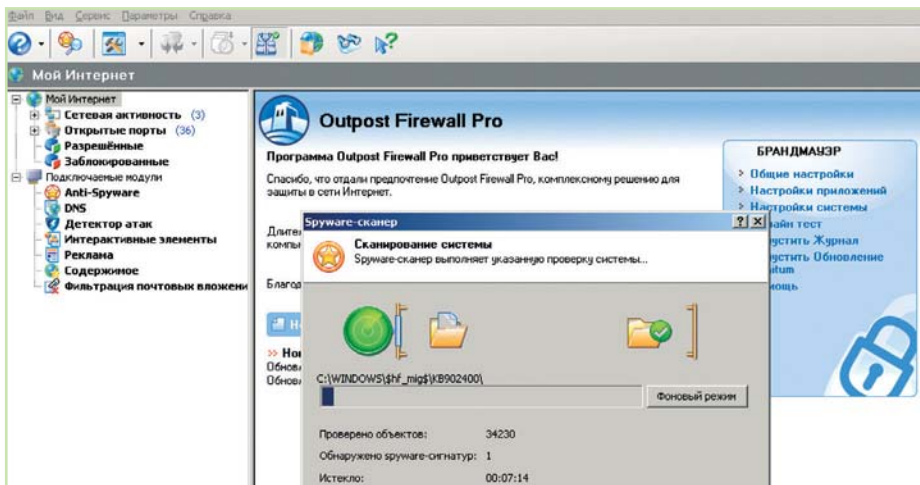 Файл Вид Сервис Параметры Справка
Мой Интернет
Мой Интернет
Сетевая активность (3)
Открытые порты (36)
Разрешённые
Заблокированные
Подключаемые модули
Anti-Spyware
DNS
Детектор атак
Интерактивные элементы
Реклама
Содержимое
Фильтрация почтовых вложени
Outpost Firewall Pro
Программа Outpost Firewall Pro приветствует Вас!
Спасибо, что отдали предпочтение Outpost Firewall Pro, комплексному решению для
защиты в сети Интернет.
БРАНДМАУЭР
Общие настройки
Настройки приложений
Настройки системы
тест
Журнал
Обновление
Spyware-сканер
Сканирование системы
Spyware-сканер выполняет указанную проверку системы...
C:\WINDOWS\$hf_mig$\KB902400\
Фоновый режим
Проверено объектов: 34230
Обнаружено spyware-сигнатур: 1
Истекло: 00:07:14